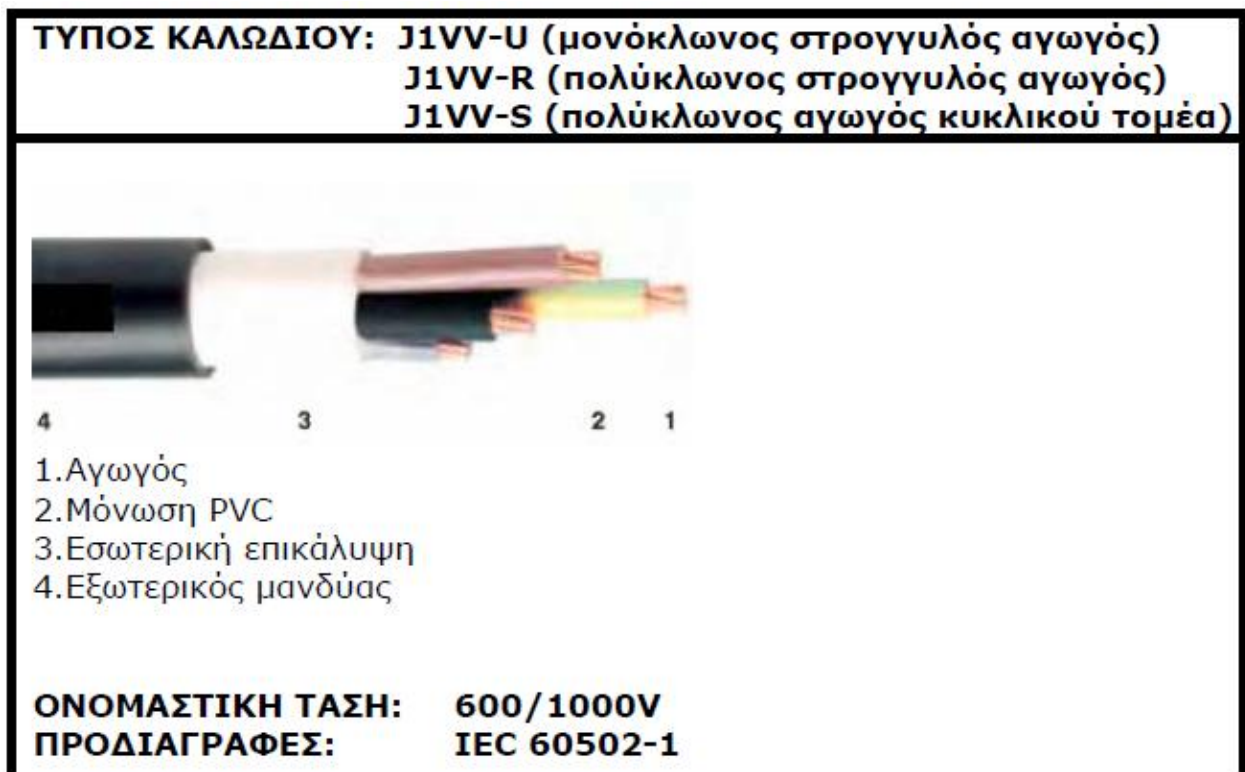 ΤΥΠΟΣ ΚΑΛΩΔΙΟΥ: J1VV-U (μονόκλωνος στρογγυλός αγωγός)
J1VV-R (πολύκλωνος στρογγυλός αγωγός)
J1VV-S (πολύκλωνος αγωγός κυκλικού τομέα)
4 3 2 1
1.Αγωγός
2.Μόνωση PVC
3.Εσωτερική επικάλυψη
4.Εξωτερικός μανδύας
ΟΝΟΜΑΣΤΙΚΗ ΤΑΣΗ: 600/1000V
ΠΡΟΔΙΑΓΡΑΦΕΣ: IEC 60502-1